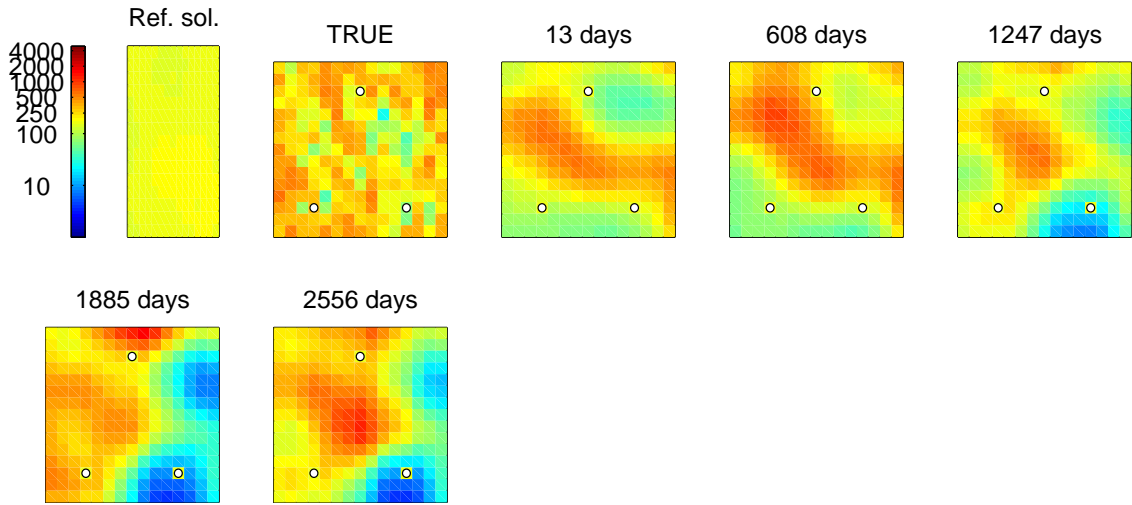 Ref. sol.
TRUE
13 days
608 days
1247 days
4000
2000
1000
500
250
100
10
1885 days
2556 days